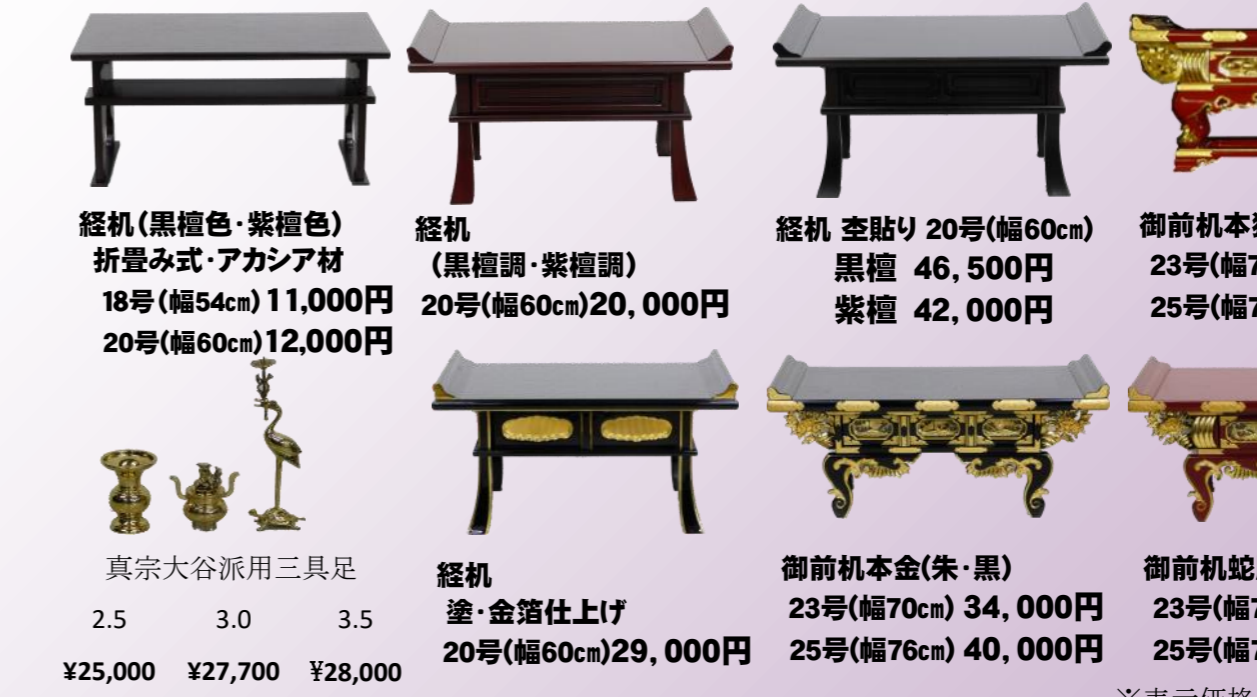 経机(黒檀色･紫檀色)
折畳み式･アカシア材
18号(幅54㎝)11,000円
20号(幅60㎝)12,000円
経机
(黒檀調･紫檀調)
20号(幅60㎝)20,000円
経机 杢貼り 20号(幅60㎝)
黒檀 46,500円
紫檀 42,000円
御前机本
23号(幅7
25号(幅7
真宗大谷派用三具足
2.5 3.0 3.5
¥25,000 ¥27,700 ¥28,000
経机
塗･金箔仕上げ
20号(幅60㎝)29,000円
御前机本金(朱･黒)
23号(幅70㎝) 34,000円
25号(幅76㎝) 40,000円
御前机蛇
23号(幅7
25号(幅7
※表示価格